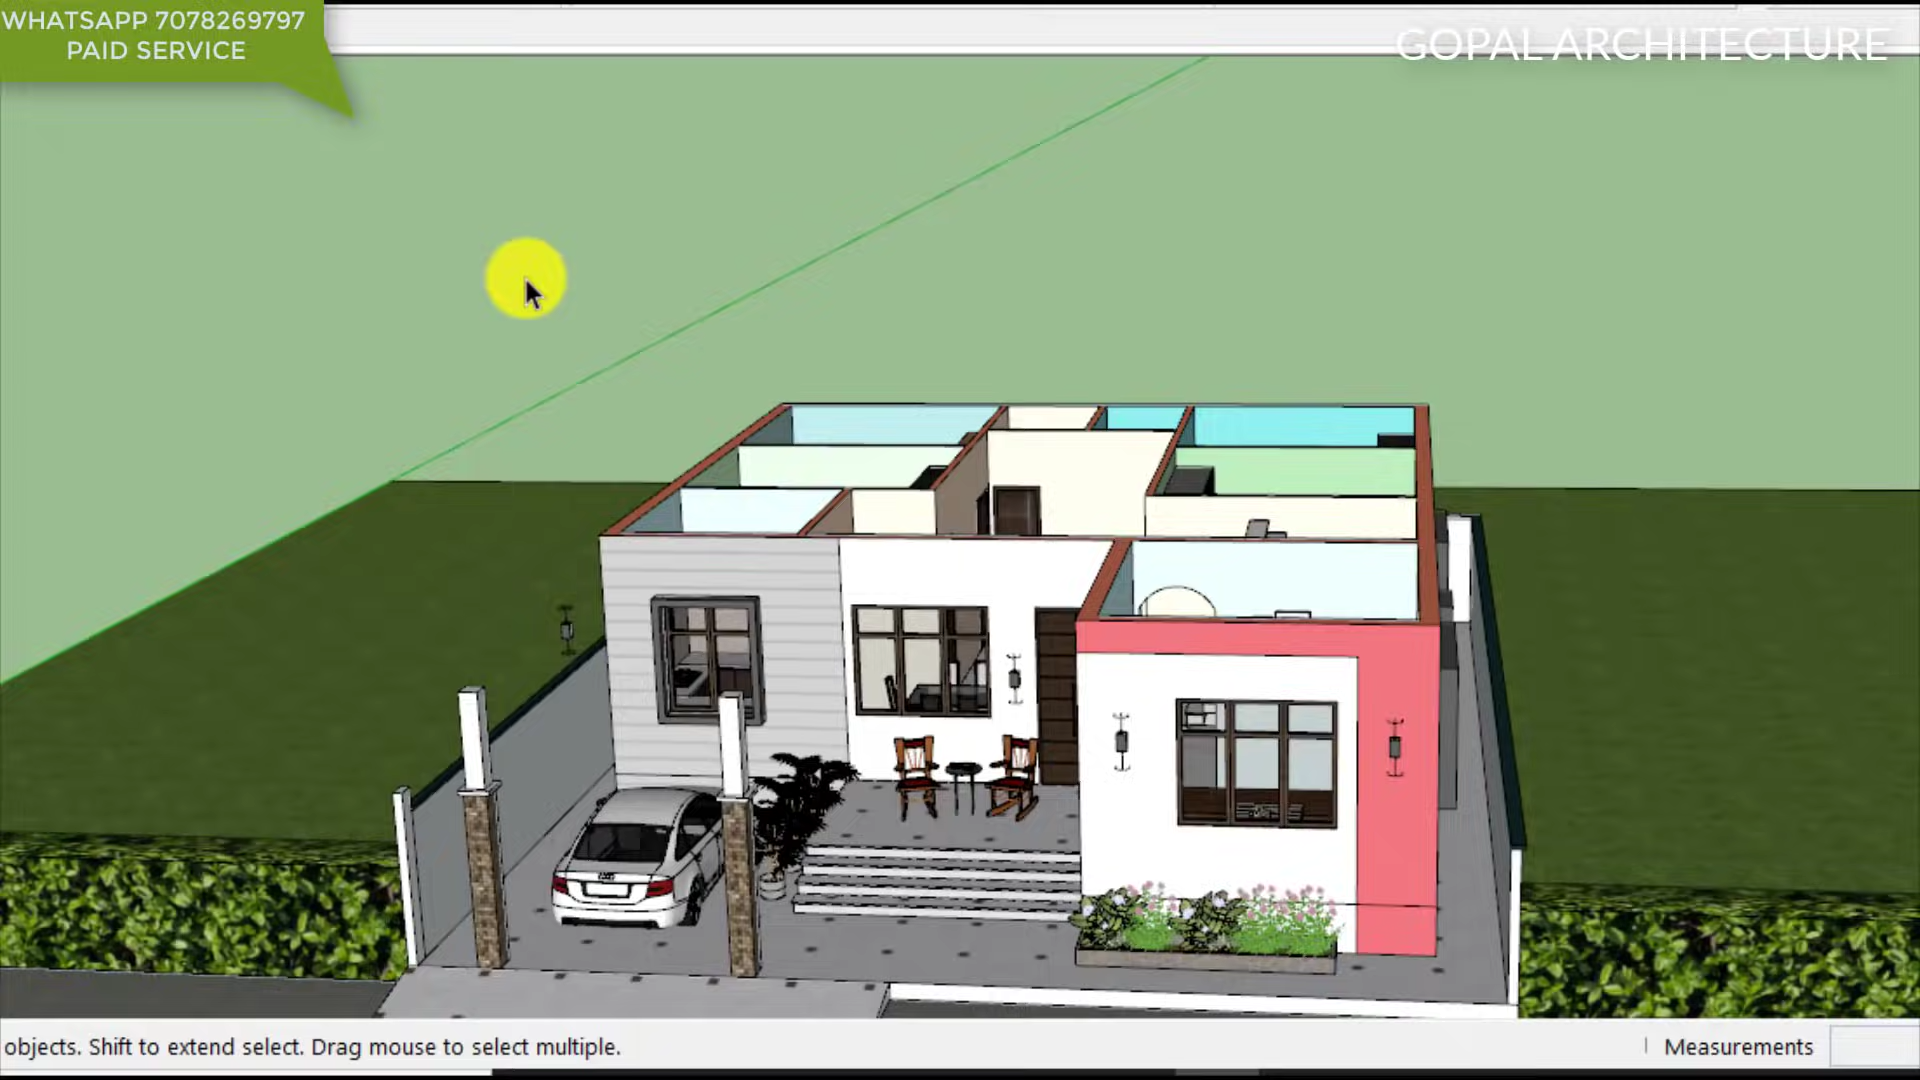 WHATSAPP 7078269797
PAID SERVICE
GOPAL ARCHITECTURE
objects. Shift to extend select. Drag mouse to select multiple.
Measurements